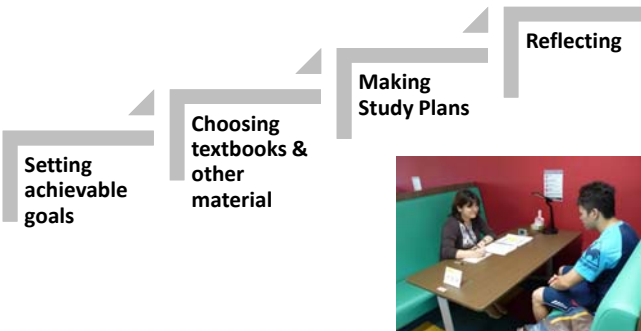 Setting
achievable
goals
Choosing
textbooks &
other
material
Making
Study Plans
Reflecting